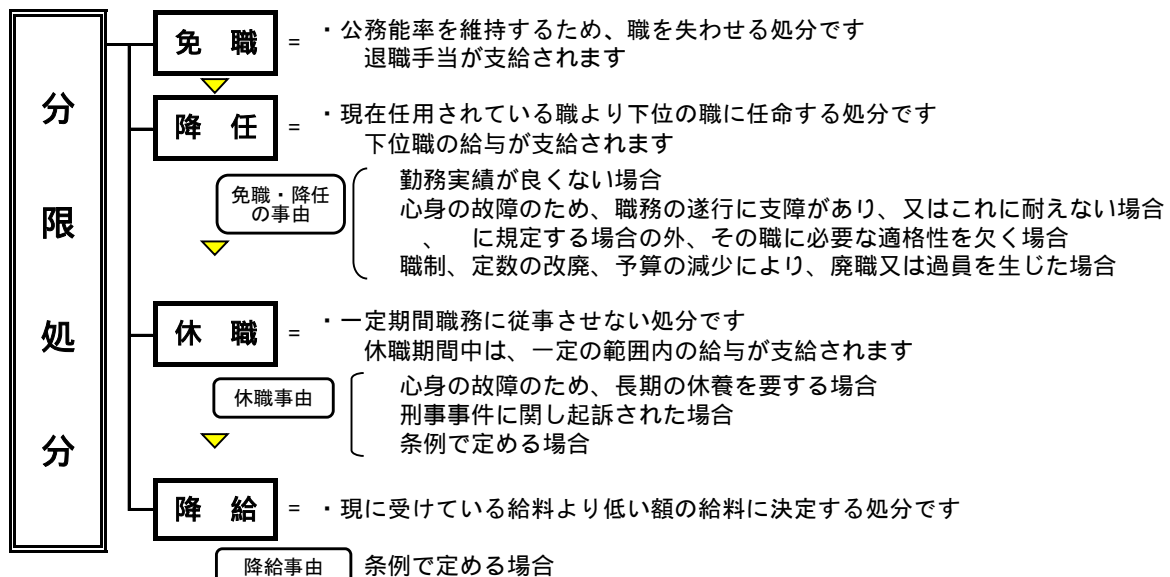 分限処分
免職 = ・公務能率を維持するため、職を失わせる処分です
退職手当が支給されます
降任 = ・現在任用されている職より下位の職に任命する処分です
下位職の給与が支給されます
免職・降任
の事由
勤務実績が良くない場合
心身の故障のため、職務の遂行に支障があり、又はこれに耐えない場合
、 に規定する場合の外、その職に必要な適格性を欠く場合
職制、定数の改廃、予算の減少により、廃職又は過員を生じた場合
休職 = ・一定期間職務に従事させない処分です
休職期間中は、一定の範囲内の給与が支給されます
休職事由
心身の故障のため、長期の休養を要する場合
刑事事件に関し起訴された場合
条例で定める場合
降給 = ・現に受けている給料より低い額の給料に決定する処分です
降給事由 条例で定める場合